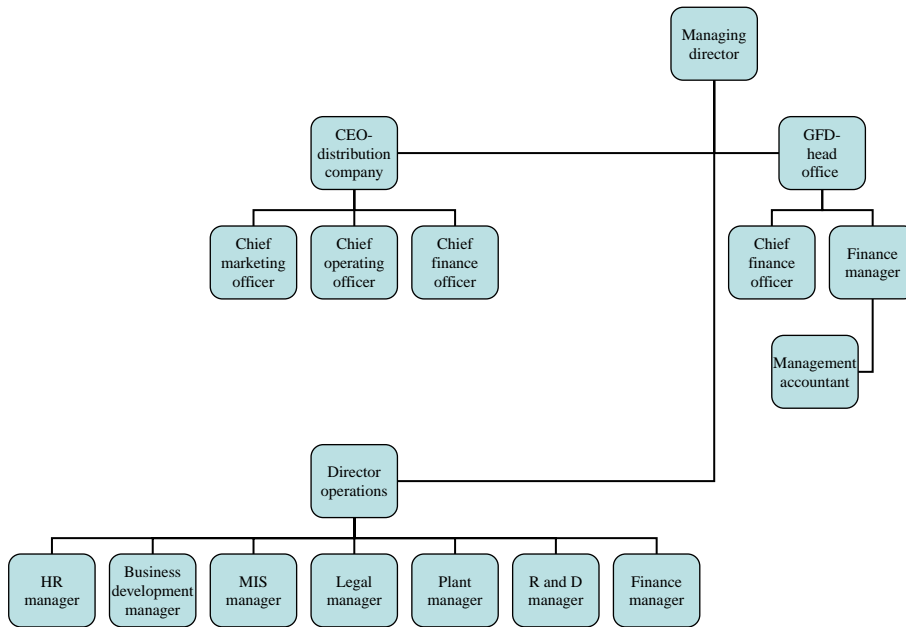 Managing
director
CEO-
distribution
company
GFD-
head
office
Chief
marketing
officer
Chief
operating
officer
Chief
finance
officer
Chief
finance
officer
Finance
manager
Management
accountant
Director
operations
HR
manager
Business
development
manager
MIS
manager
Legal
manager
Plant
manager
R and D
manager
Finance
manager